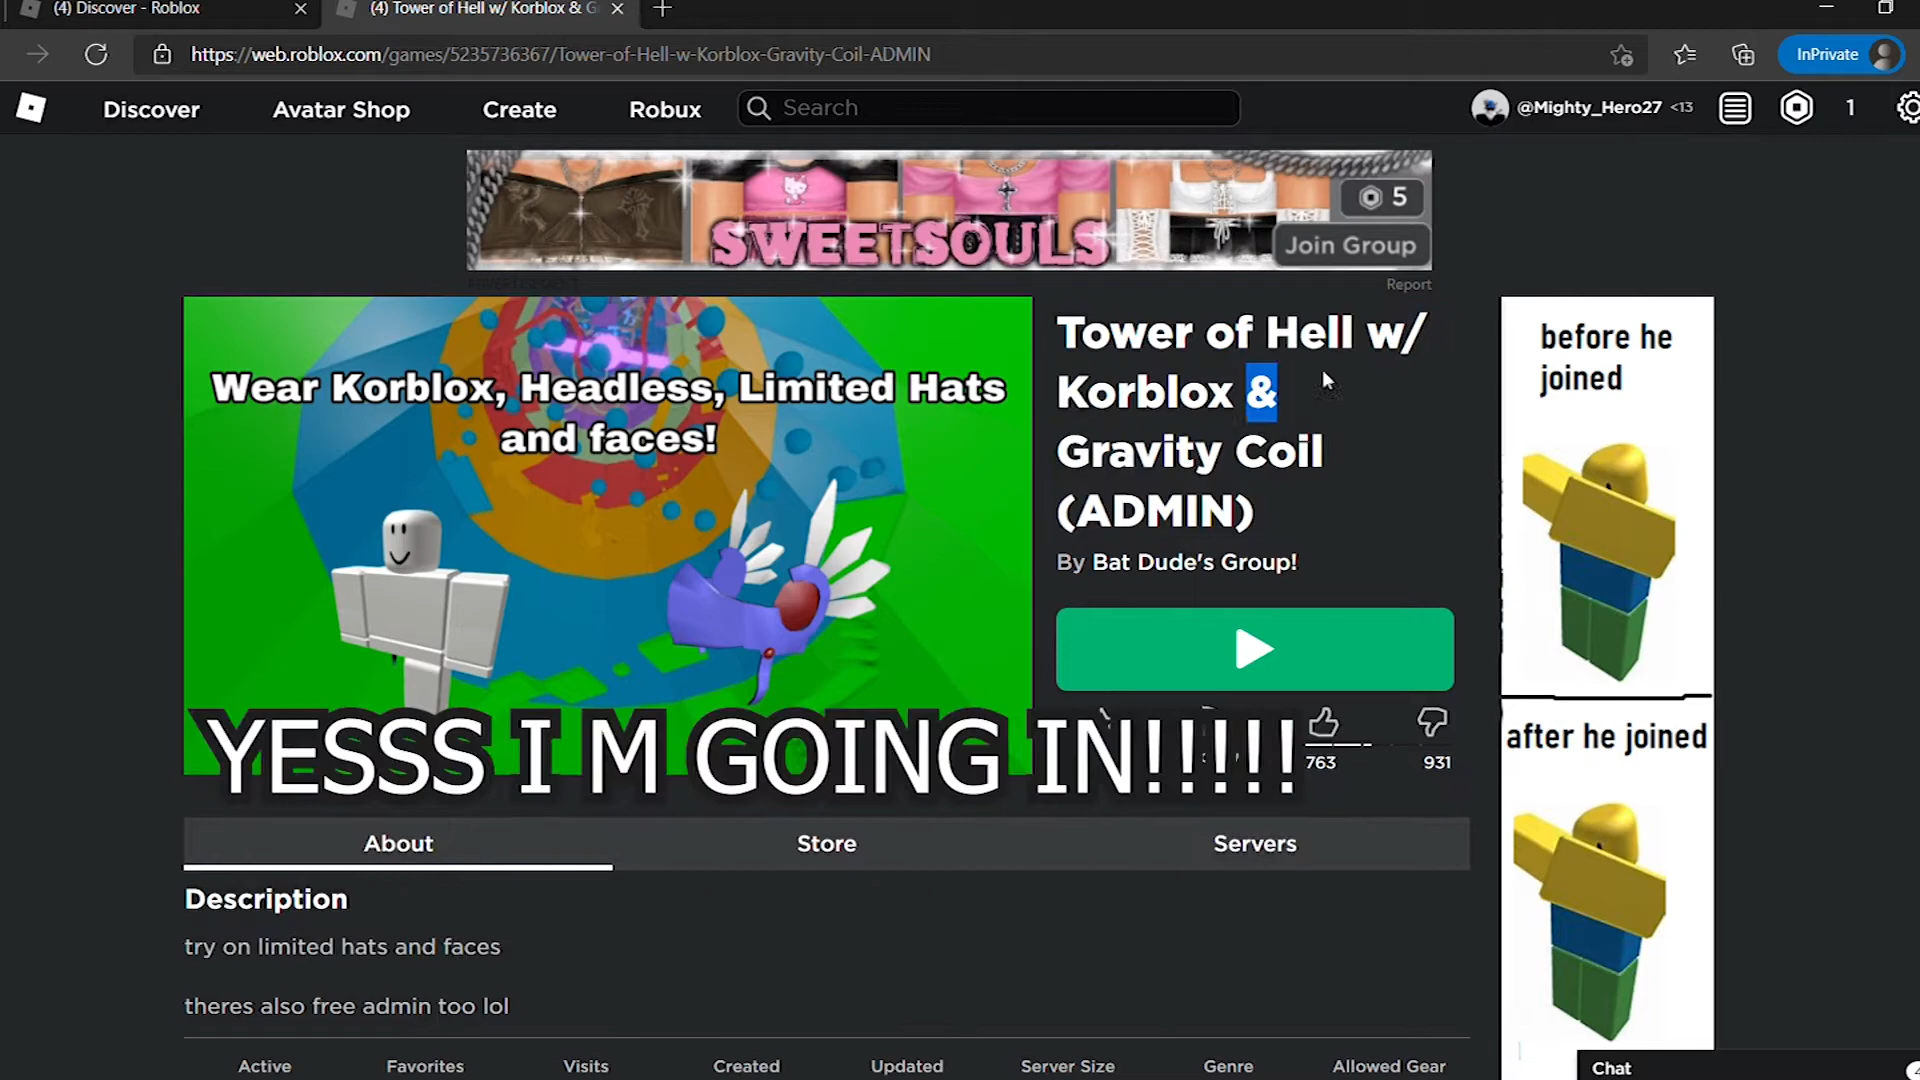 (4) Discover - Roblox
(4) Tower of Hell w/ Korblox & G
https://web.roblox.com/games/5235736367/Tower-of-Hell-w-Korblox-Gravity-Coil-ADMIN
InPrivate
Discover
Avatar Shop
Create
Robux
Search
@Mighty_Hero27 <13
1
SWEETSOULS
5
Join Group
ADVERTISEMENT
Report
Wear Korblox, Headless, Limited Hats
and faces!
Tower of Hell w/
Korblox &
Gravity Coil
(ADMIN)
By Bat Dude's Group!
763
931
YESSS I M GOING IN!!!!!
before he
joined
after he joined
About
Store
Servers
Description
try on limited hats and faces
theres also free admin too lol
Active
Favorites
Visits
Created
Updated
Server Size
Genre
Allowed Gear
Chat